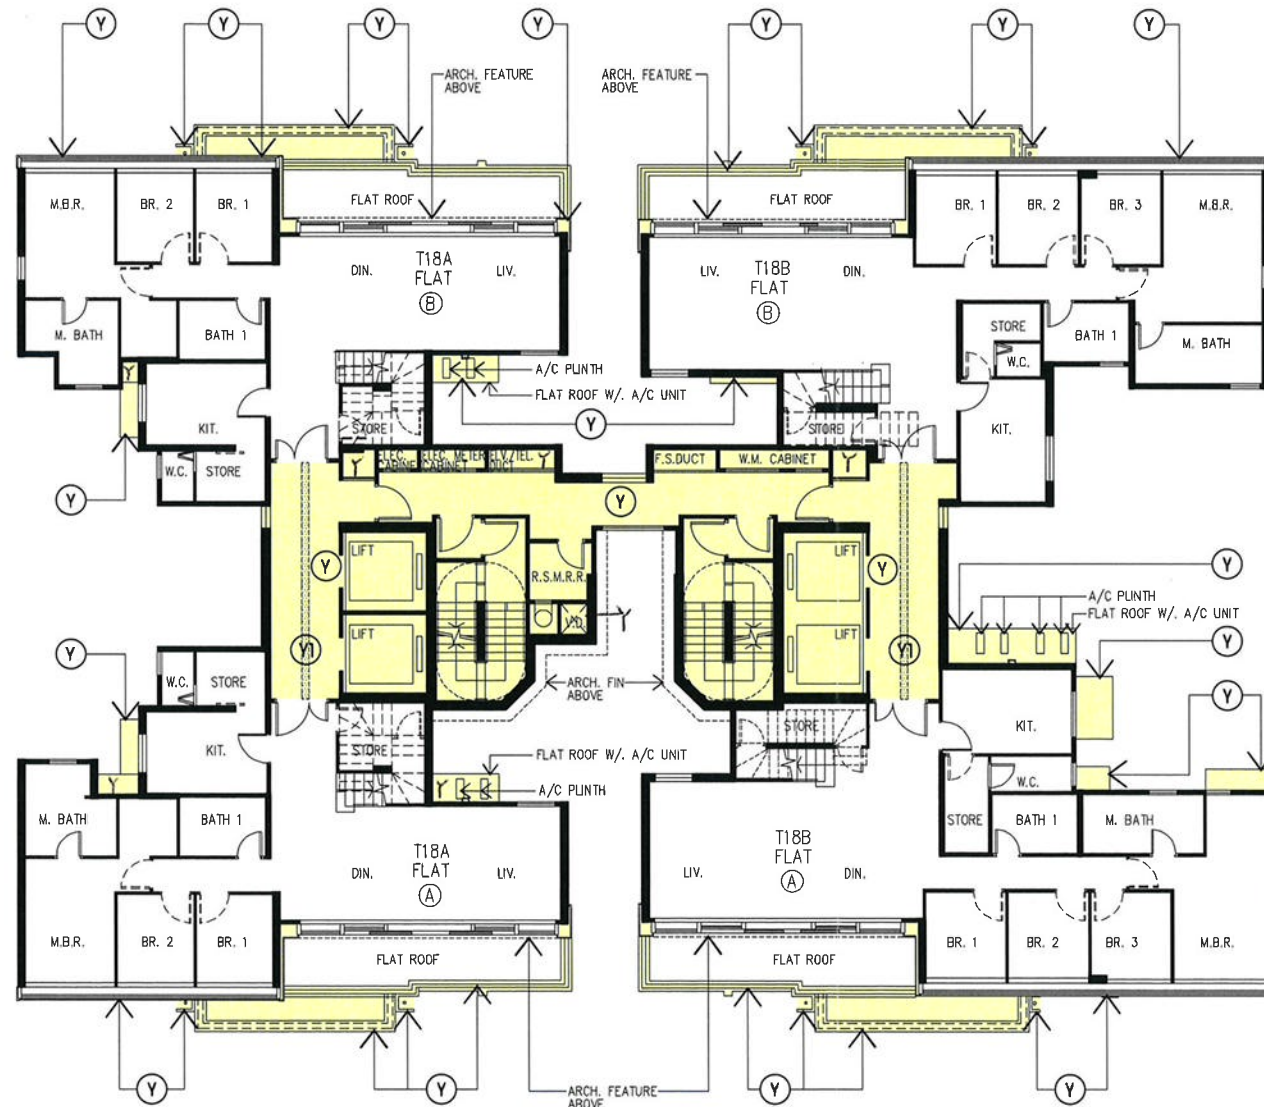 Y Y Y Y Y Y Y
ARCH. FEATURE
ABOVE
ARCH. FEATURE
ABOVE
M.B.R.
BR. 2
BR. 1
FLAT ROOF
FLAT ROOF
BR. 1
BR. 2
BR. 3
M.B.R.
DIN.
T18A
FLAT
B
LIV.
LIV.
T18B
FLAT
B
DIN.
M. BATH
BATH 1
STORE
W.C.
BATH 1
M. BATH
Y
A/C PLINTH
FLAT ROOF W/. A/C UNIT
Y
KIT.
STORE
STORE
KIT.
W.C.
STORE
Y
Y
ELEC.
CABINET
ELEC. METER
CABINET
ELV./TEL.
DUCT
Y
F.S.DUCT
W.M. CABINET
Y
Y
LIFT
Y
R.S.M.R.R.
LIFT
Y
Y
A/C PLINTH
FLAT ROOF W/. A/C UNIT
V.D.
Y
LIFT
LIFT
Y
Y
Y1
Y1
W.C.
STORE
ARCH. FIN
ABOVE
Y
KIT.
STORE
STORE
KIT.
FLAT ROOF W/. A/C UNIT
Y
Y
A/C PLINTH
W.C.
M. BATH
BATH 1
STORE
BATH 1
M. BATH
T18A
FLAT
A
DIN.
LIV.
LIV.
T18B
FLAT
A
DIN.
M.B.R.
BR. 2
BR. 1
FLAT ROOF
FLAT ROOF
BR. 1
BR. 2
BR. 3
M.B.R.
Y Y Y Y
ARCH. FEATURE
ABOVE